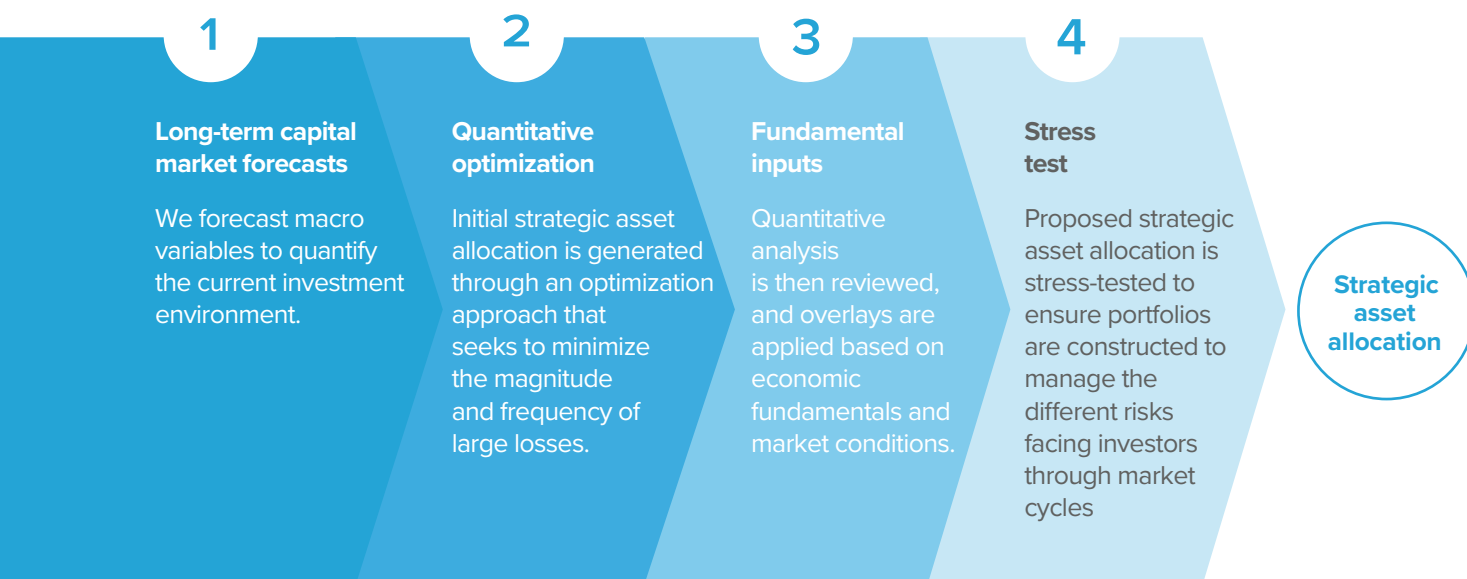 1
Long-term capital
market forecasts
We forecast macro
variables to quantify
the current investment
environment.
2
Quantitative
optimization
Initial strategic asset
allocation is generated
through an optimization
approach that
seeks to minimize
the magnitude
and frequency of
large losses.
3
Fundamental
inputs
Quantitative
analysis
is then reviewed,
and overlays are
applied based on
economic
fundamentals and
market conditions.
4
Stress
test
Proposed strategic
asset allocation is
stress-tested to
ensure portfolios
are constructed to
manage the
different risks
facing investors
through market
cycles
Strategic
asset
allocation